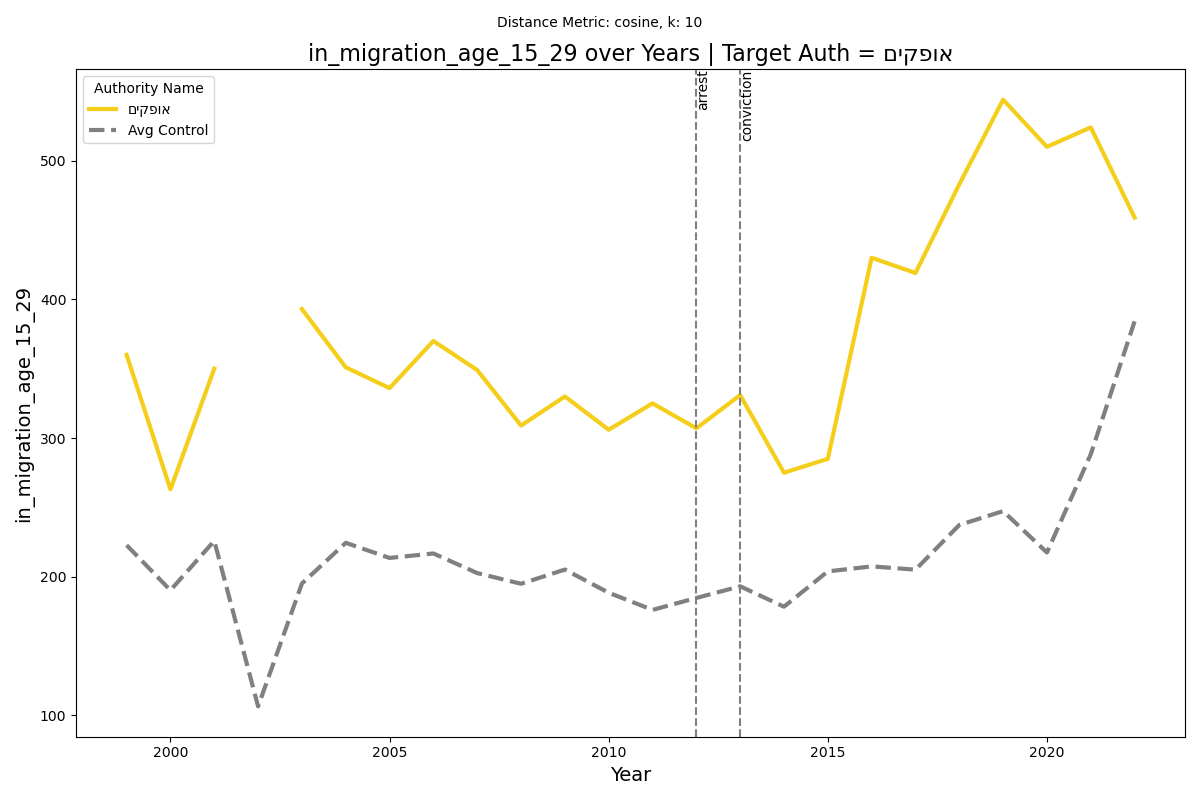 Distance Metric: cosine, k: 10
in_migration_age_15_29 over Years | Target Auth = אופקים
Authority Name
אופקים
Avg Control
arrest
conviction
in_migration_age_15_29
500
400
300
200
100
2000
2005
2010
2015
2020
Year